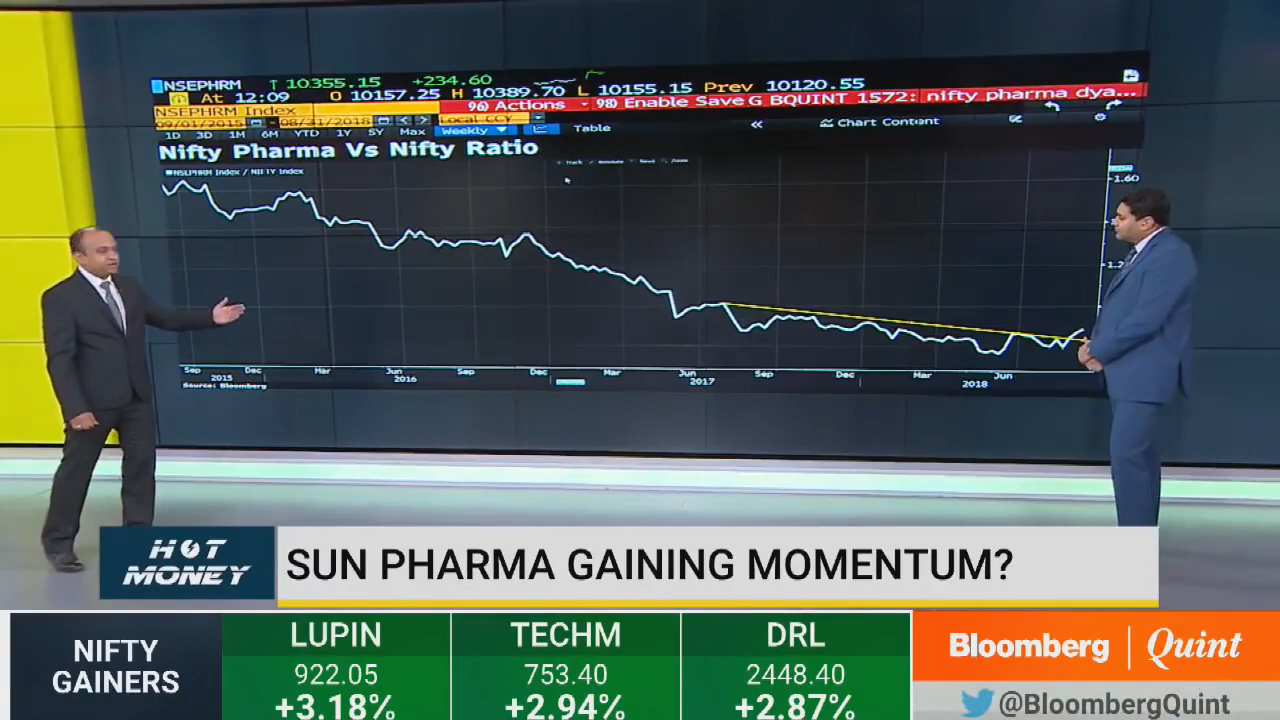 NSEPHRM ↑ 10355.15 +234.60
At 12:09 O 10157.25 H 10389.70 L 10155.15 Prev 10120.55
NSEPHRM Index 96) Actions 98) Enable Save G BQUINT 1572: nifty pharma dya...
09/01/2015 08/31/2018 Local CCY
1D 3D 1M 6M YTD 1Y 5Y Max Weekly Table « Chart Content
Nifty Pharma Vs Nifty Ratio
Track Annotate News Zoom
NSEPHRM Index / NIFTY Index
1.60
Sep Dec Mar Jun Sep Dec Mar Jun Sep Dec Mar Jun
2015 2016 2017 2018
Source: Bloomberg
HOT MONEY
SUN PHARMA GAINING MOMENTUM?
NIFTY GAINERS
LUPIN
922.05
+3.18%
TECHM
753.40
+2.94%
DRL
2448.40
+2.87%
Bloomberg | Quint
@BloombergQuint